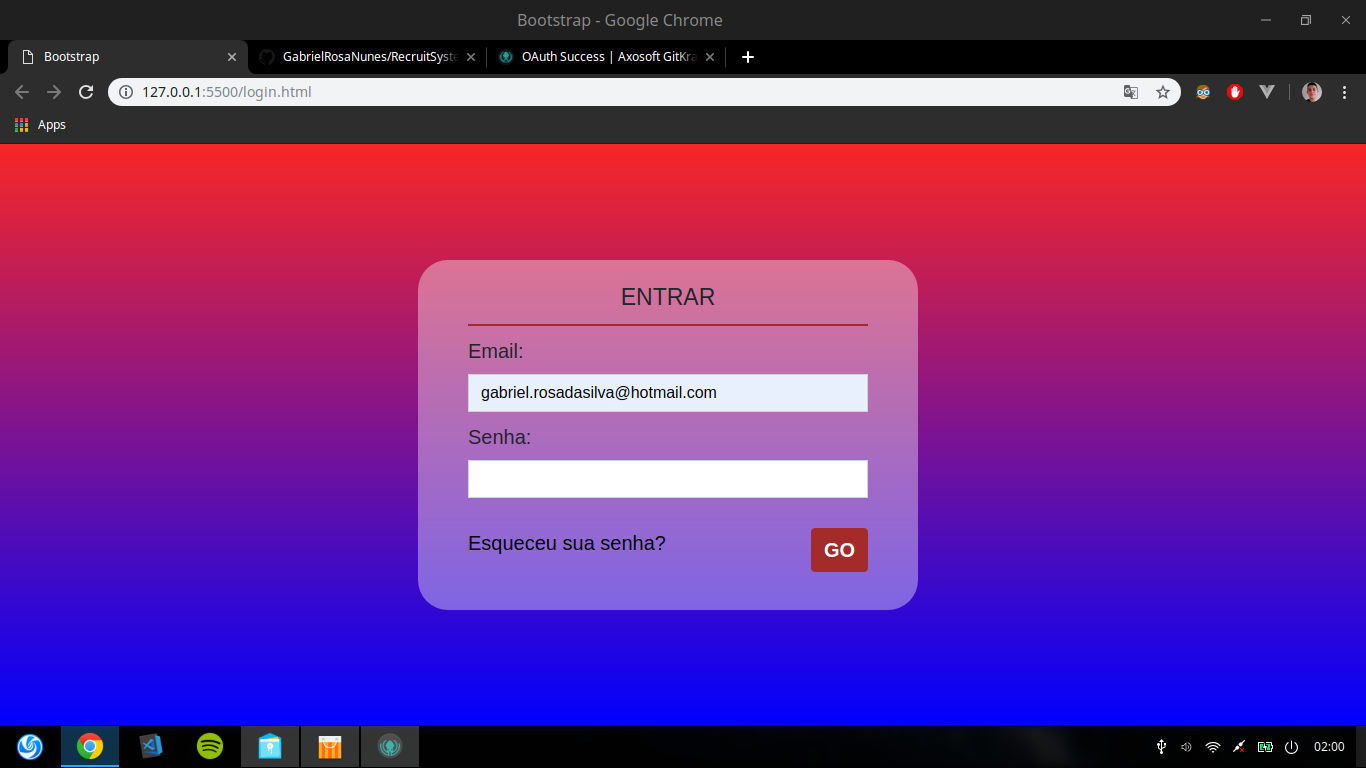 Bootstrap - Google Chrome
Bootstrap
GabrielRosaNunes/RecruitSyste
OAuth Success | Axosoft GitKra
127.0.0.1:5500/login.html
Apps
ENTRAR
Email:
gabriel.rosadasilva@hotmail.com
Senha:
Esqueceu sua senha?
GO
02:00